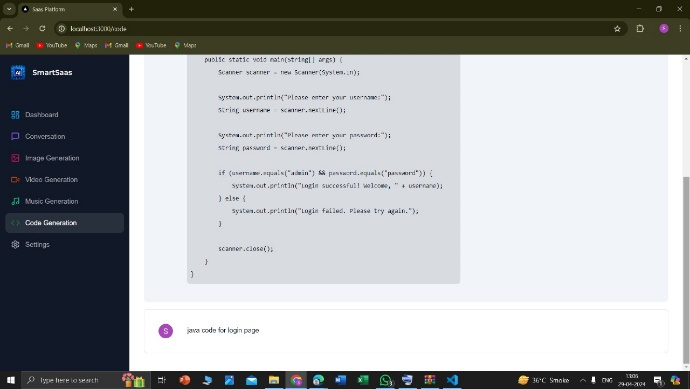 Saas Platform
localhost:3000/code
Gmail YouTube Maps Gmail YouTube Maps
SmartSaas
Dashboard
Conversation
Image Generation
Video Generation
Music Generation
Code Generation
Settings
public static void main(String[] args) {
Scanner scanner = new Scanner(System.in);
System.out.println("Please enter your username:");
String username = scanner.nextLine();
System.out.println("Please enter your password:");
String password = scanner.nextLine();
if (username.equals("admin") && password.equals("password")) {
System.out.println("Login successful! Welcome, " + username);
} else {
System.out.println("Login failed. Please try again.");
}
scanner.close();
}
}
S java code for login page
Type here to search
36°C Smoke
ENG
13:06
29-04-2024